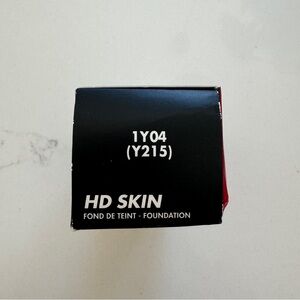 1Y04
(Y215)
HD SKIN
FOND DE TEINT - FOUNDATION